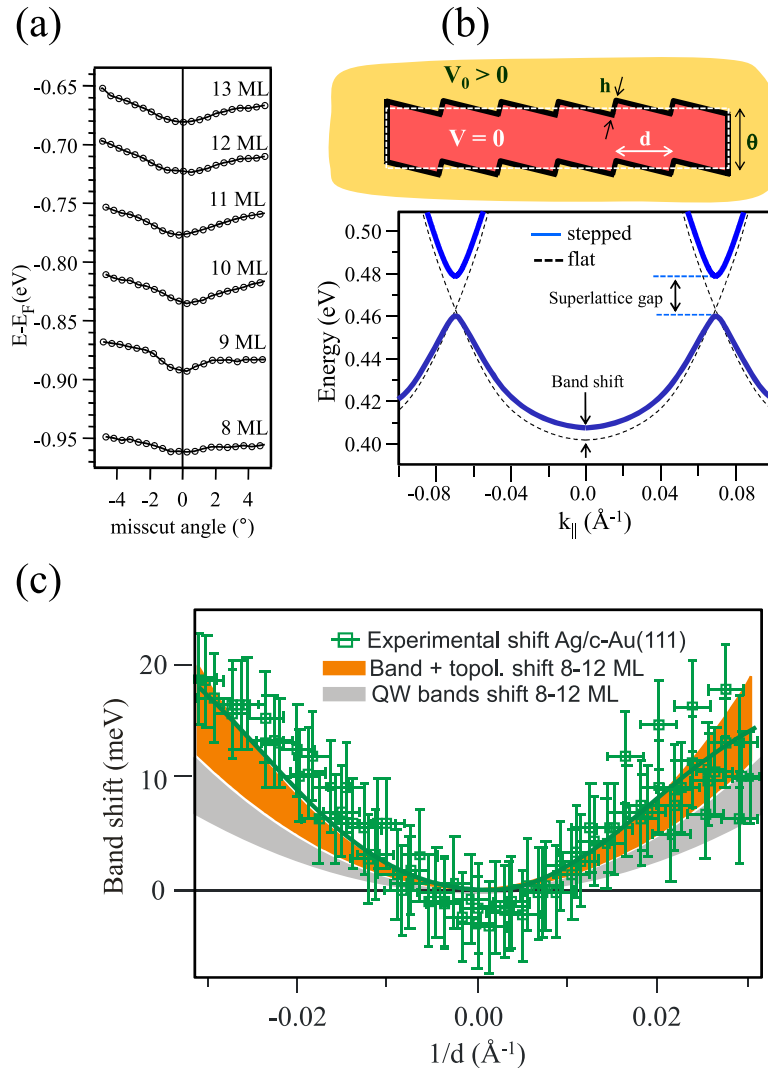 (a)
-0.65
-0.70
-0.75
-0.80
-0.85
-0.90
-0.95
E-E_F(eV)
13 ML
12 ML
11 ML
10 ML
9 ML
8 ML
-4 -2 0 2 4
misscut angle (°)
(b)
V₀ > 0
h
V = 0
d
θ
0.50
0.48
0.46
0.44
0.42
0.40
Energy (eV)
stepped
flat
Superlattice gap
Band shift
-0.08 -0.04 0.0 0.04 0.08
k_|| (Å⁻¹)
(c)
20
10
0
Band shift (meV)
Experimental shift Ag/c-Au(111)
Band + topol. shift 8-12 ML
QW bands shift 8-12 ML
-0.02 0.00 0.02
1/d (Å⁻¹)